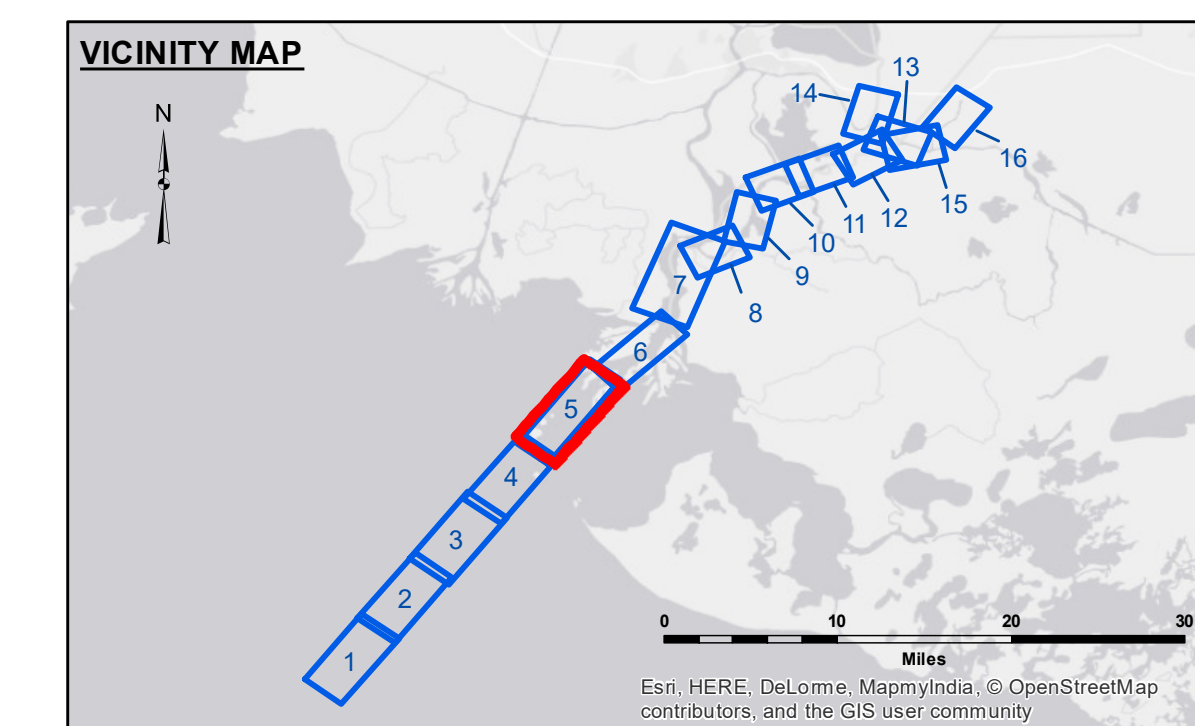 VICINITY MAP
N
13
14
16
15
12
11
10
9
8
7
6
5
4
3
2
1
0 10 20 30
Miles
Esri, HERE, DeLorme, MapmyIndia, © OpenStreetMap
contributors, and the GIS user community